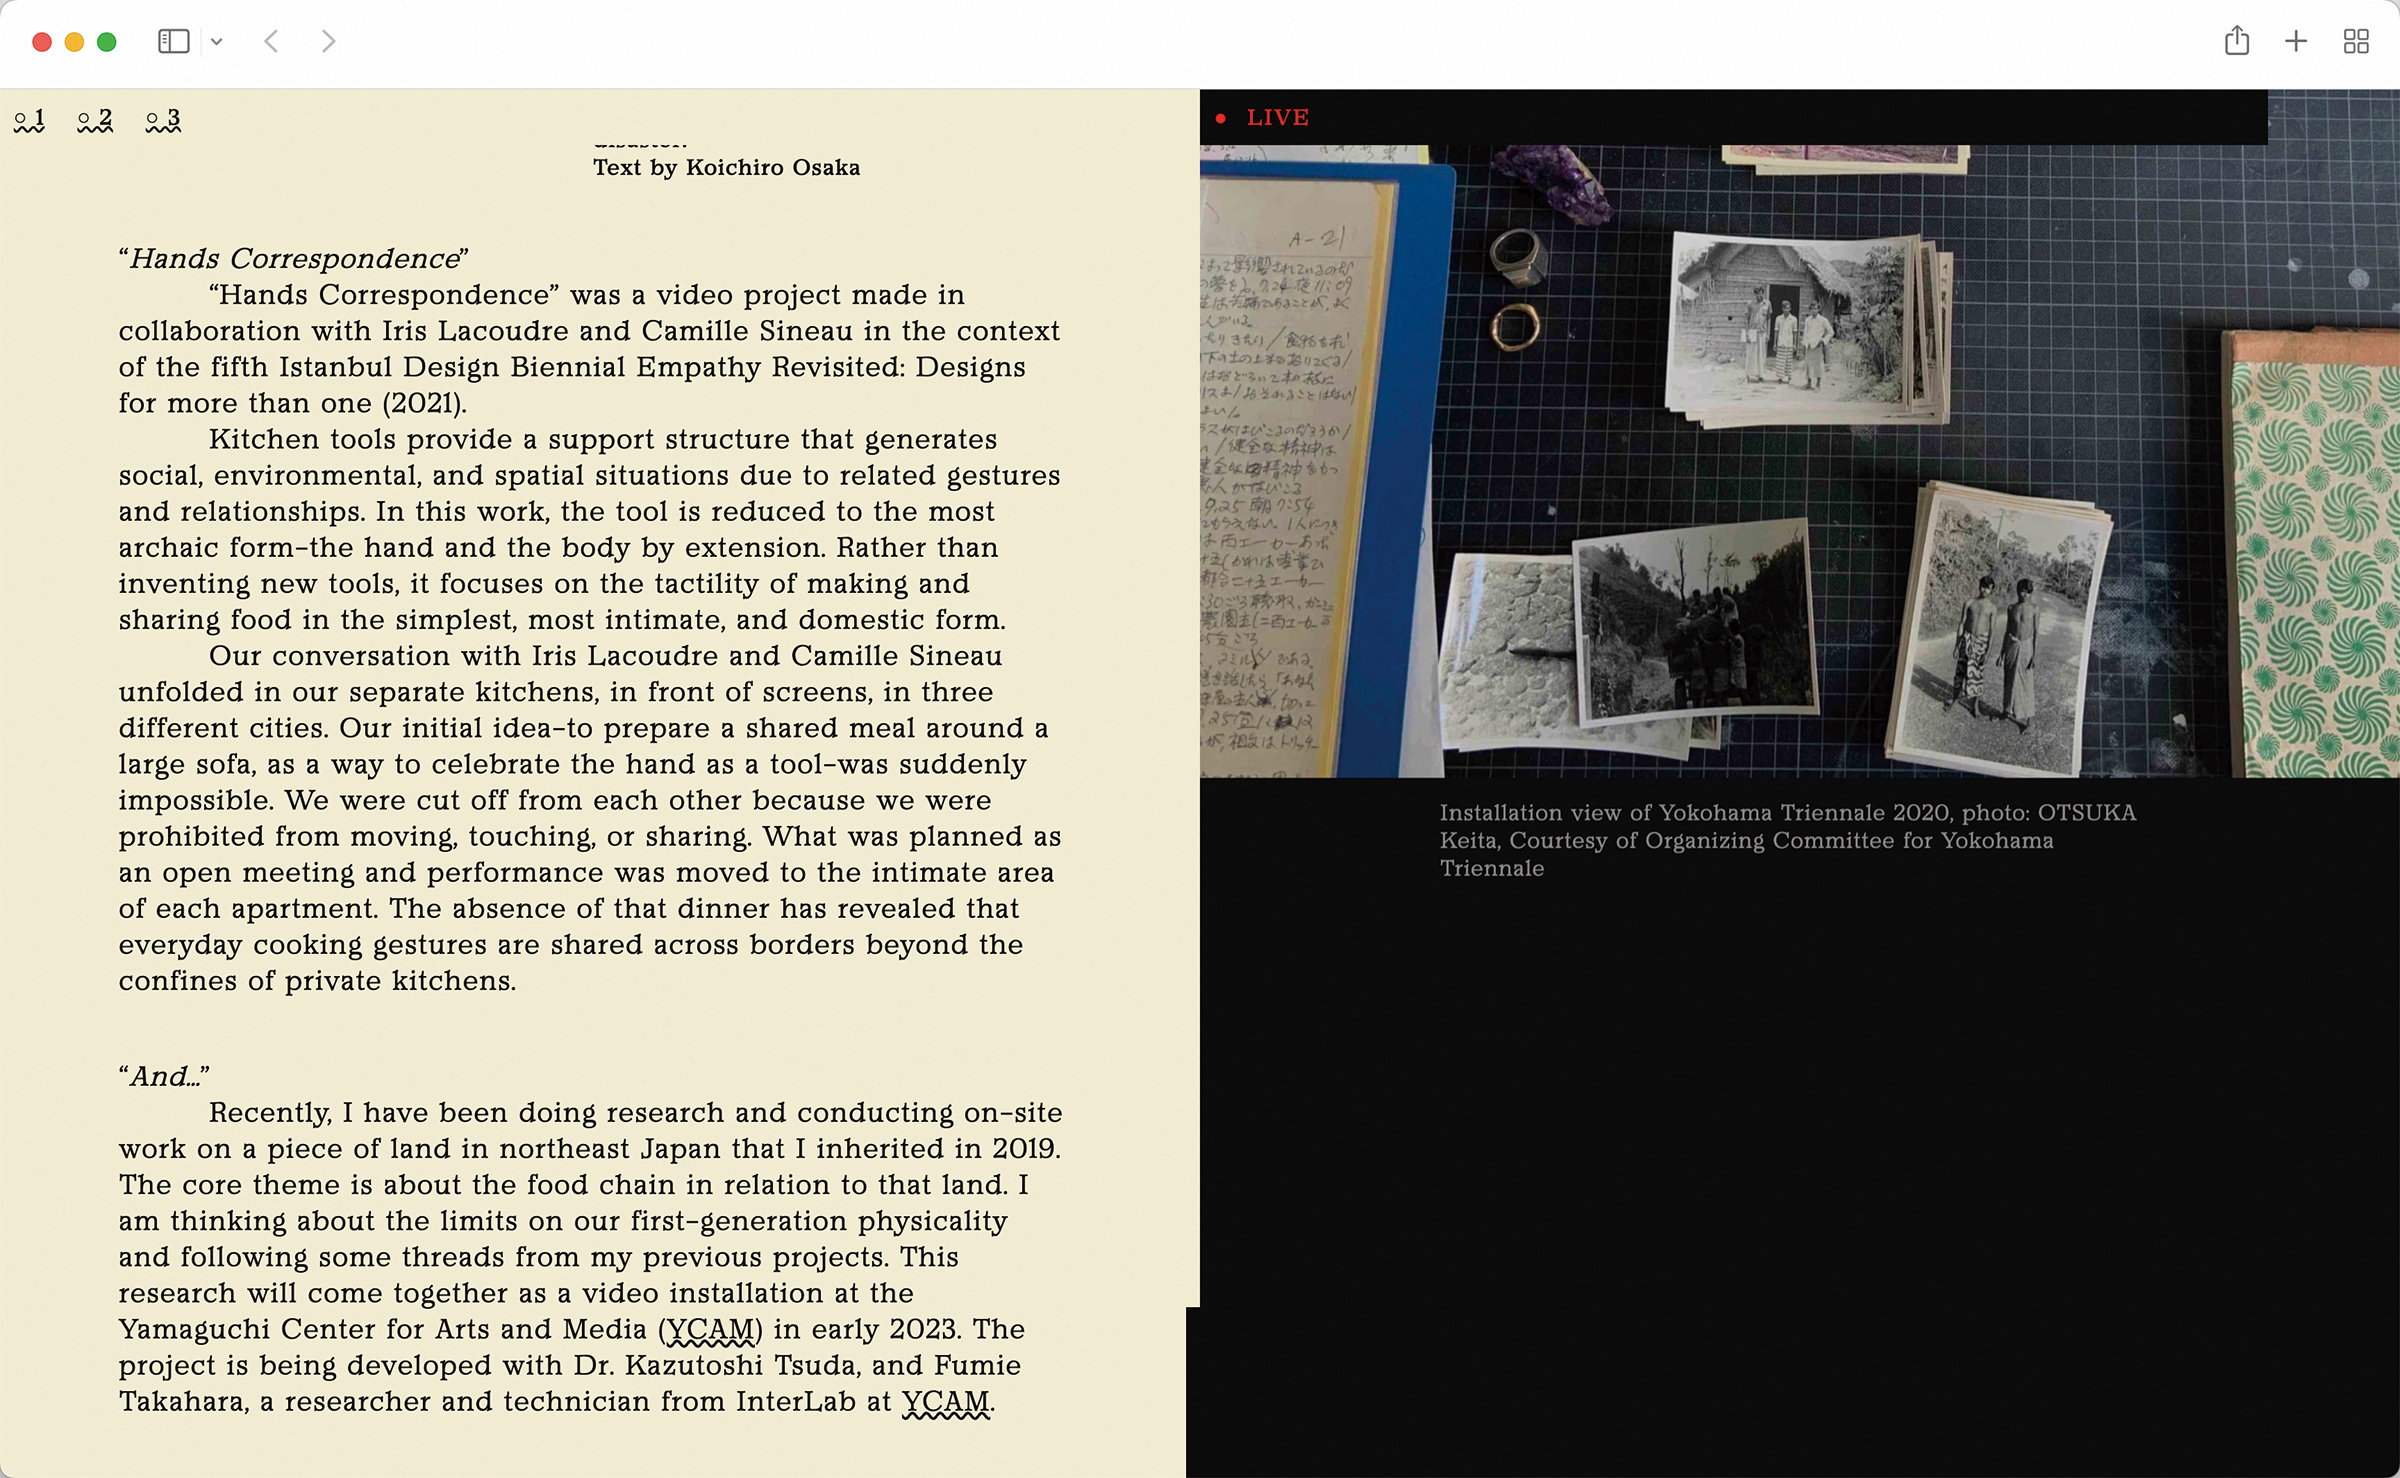 1 2 3
LIVE
Text by Koichiro Osaka
“Hands Correspondence”
“Hands Correspondence” was a video project made in
collaboration with Iris Lacoudre and Camille Sineau in the context
of the fifth Istanbul Design Biennial Empathy Revisited: Designs
for more than one (2021).
Kitchen tools provide a support structure that generates
social, environmental, and spatial situations due to related gestures
and relationships. In this work, the tool is reduced to the most
archaic form–the hand and the body by extension. Rather than
inventing new tools, it focuses on the tactility of making and
sharing food in the simplest, most intimate, and domestic form.
Our conversation with Iris Lacoudre and Camille Sineau
unfolded in our separate kitchens, in front of screens, in three
different cities. Our initial idea–to prepare a shared meal around a
large sofa, as a way to celebrate the hand as a tool–was suddenly
impossible. We were cut off from each other because we were
prohibited from moving, touching, or sharing. What was planned as
an open meeting and performance was moved to the intimate area
of each apartment. The absence of that dinner has revealed that
everyday cooking gestures are shared across borders beyond the
confines of private kitchens.
“And...”
Recently, I have been doing research and conducting on-site
work on a piece of land in northeast Japan that I inherited in 2019.
The core theme is about the food chain in relation to that land. I
am thinking about the limits on our first-generation physicality
and following some threads from my previous projects. This
research will come together as a video installation at the
Yamaguchi Center for Arts and Media (YCAM) in early 2023. The
project is being developed with Dr. Kazutoshi Tsuda, and Fumie
Takahara, a researcher and technician from InterLab at YCAM.
A-21
Installation view of Yokohama Triennale 2020, photo: OTSUKA
Keita, Courtesy of Organizing Committee for Yokohama
Triennale